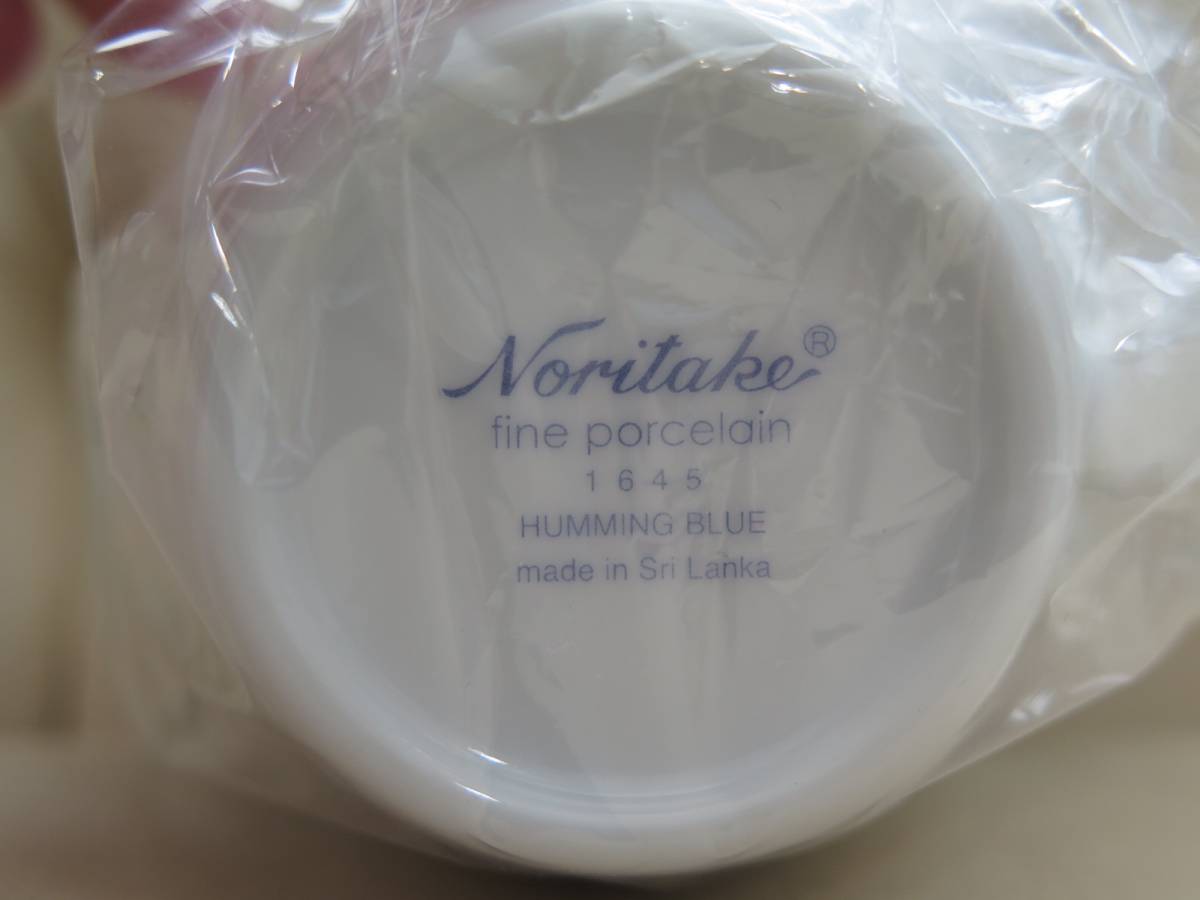 Noritake®
fine porcelain
1645
HUMMING BLUE
made in Sri Lanka